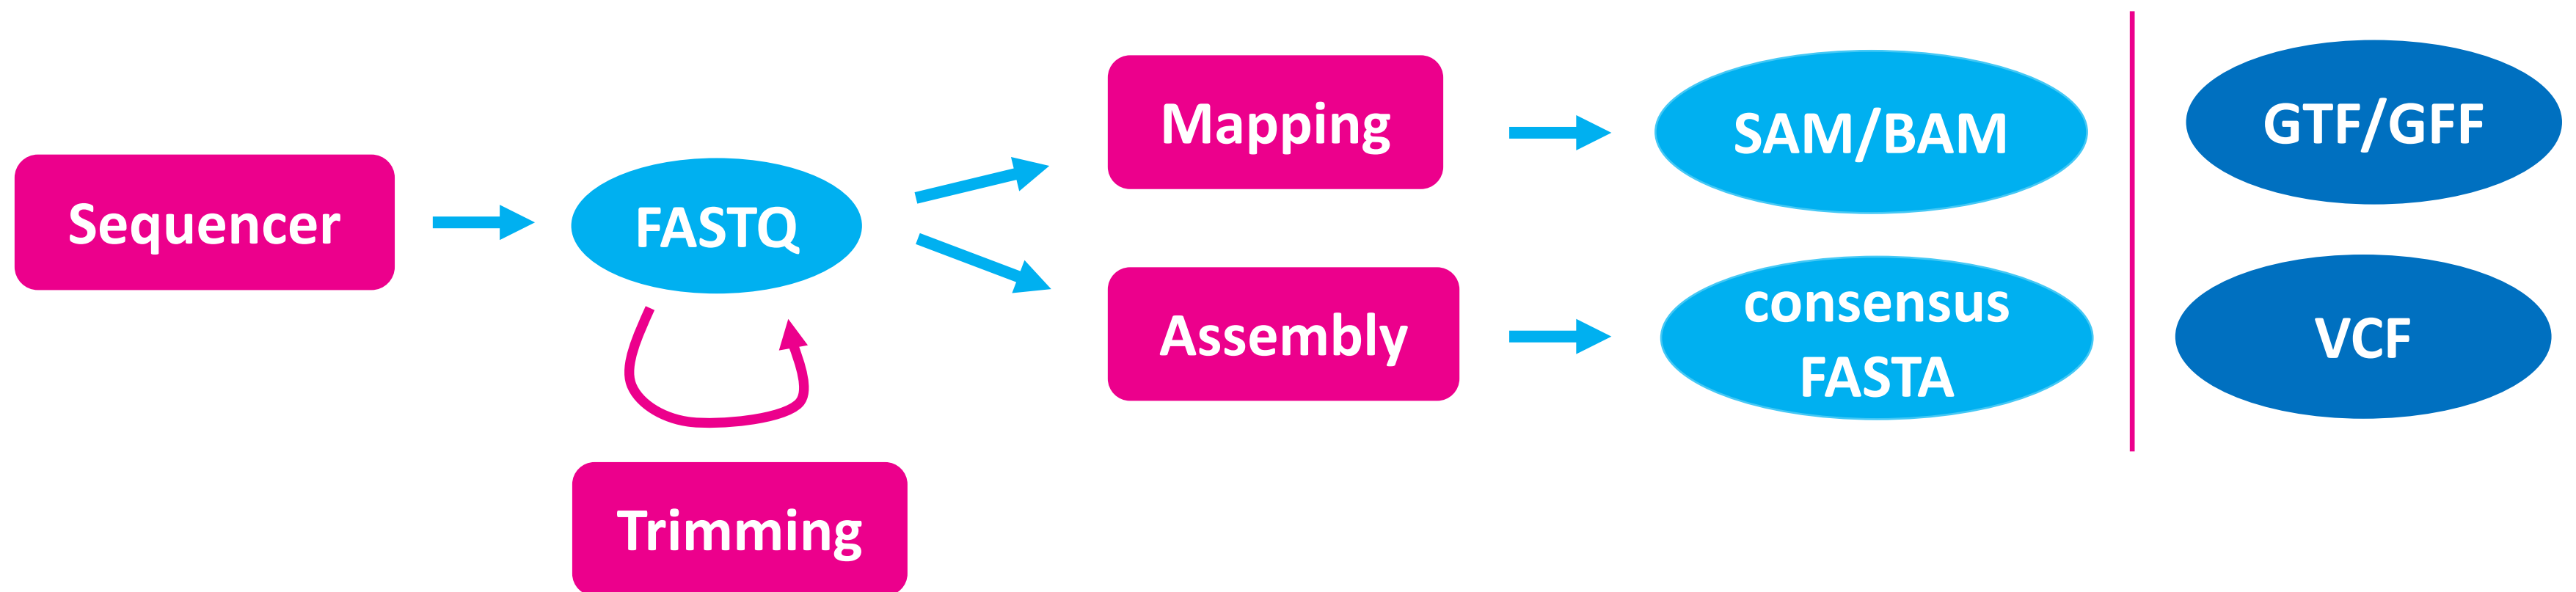 Sequencer
FASTQ
Trimming
Mapping
Assembly
SAM/BAM
consensus
FASTA
GTF/GFF
VCF